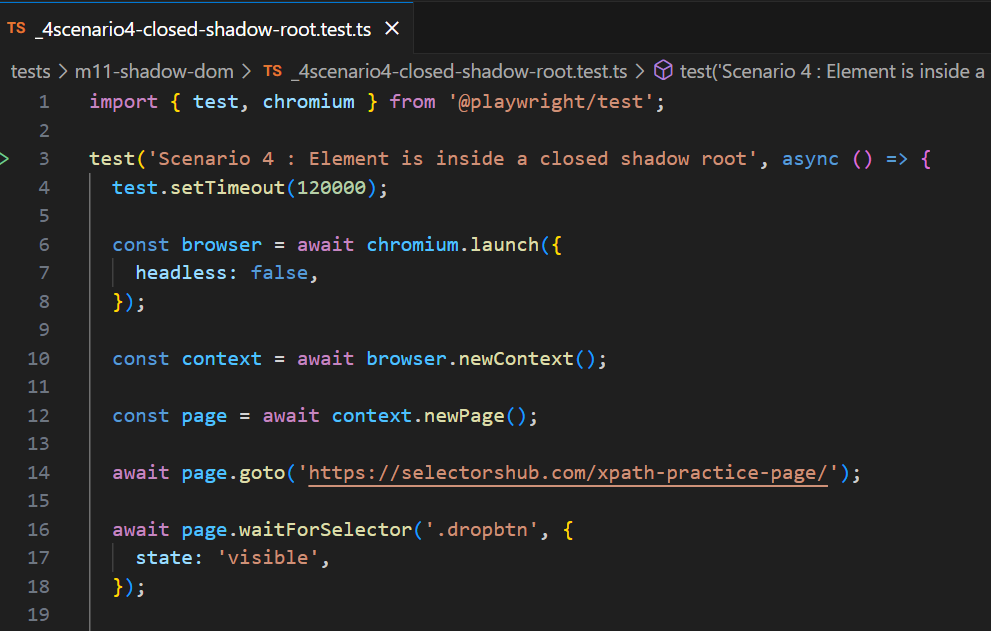 TS _4scenario4-closed-shadow-root.test.ts ×
tests > m11-shadow-dom > TS _4scenario4-closed-shadow-root.test.ts > test('Scenario 4 : Element is inside a
1 import { test, chromium } from '@playwright/test';
2
3 test('Scenario 4 : Element is inside a closed shadow root', async () => {
4   test.setTimeout(120000);
5
6   const browser = await chromium.launch({
7     headless: false,
8   });
9
10   const context = await browser.newContext();
11
12   const page = await context.newPage();
13
14   await page.goto('https://selectorshub.com/xpath-practice-page/');
15
16   await page.waitForSelector('.dropbtn', {
17     state: 'visible',
18   });
19